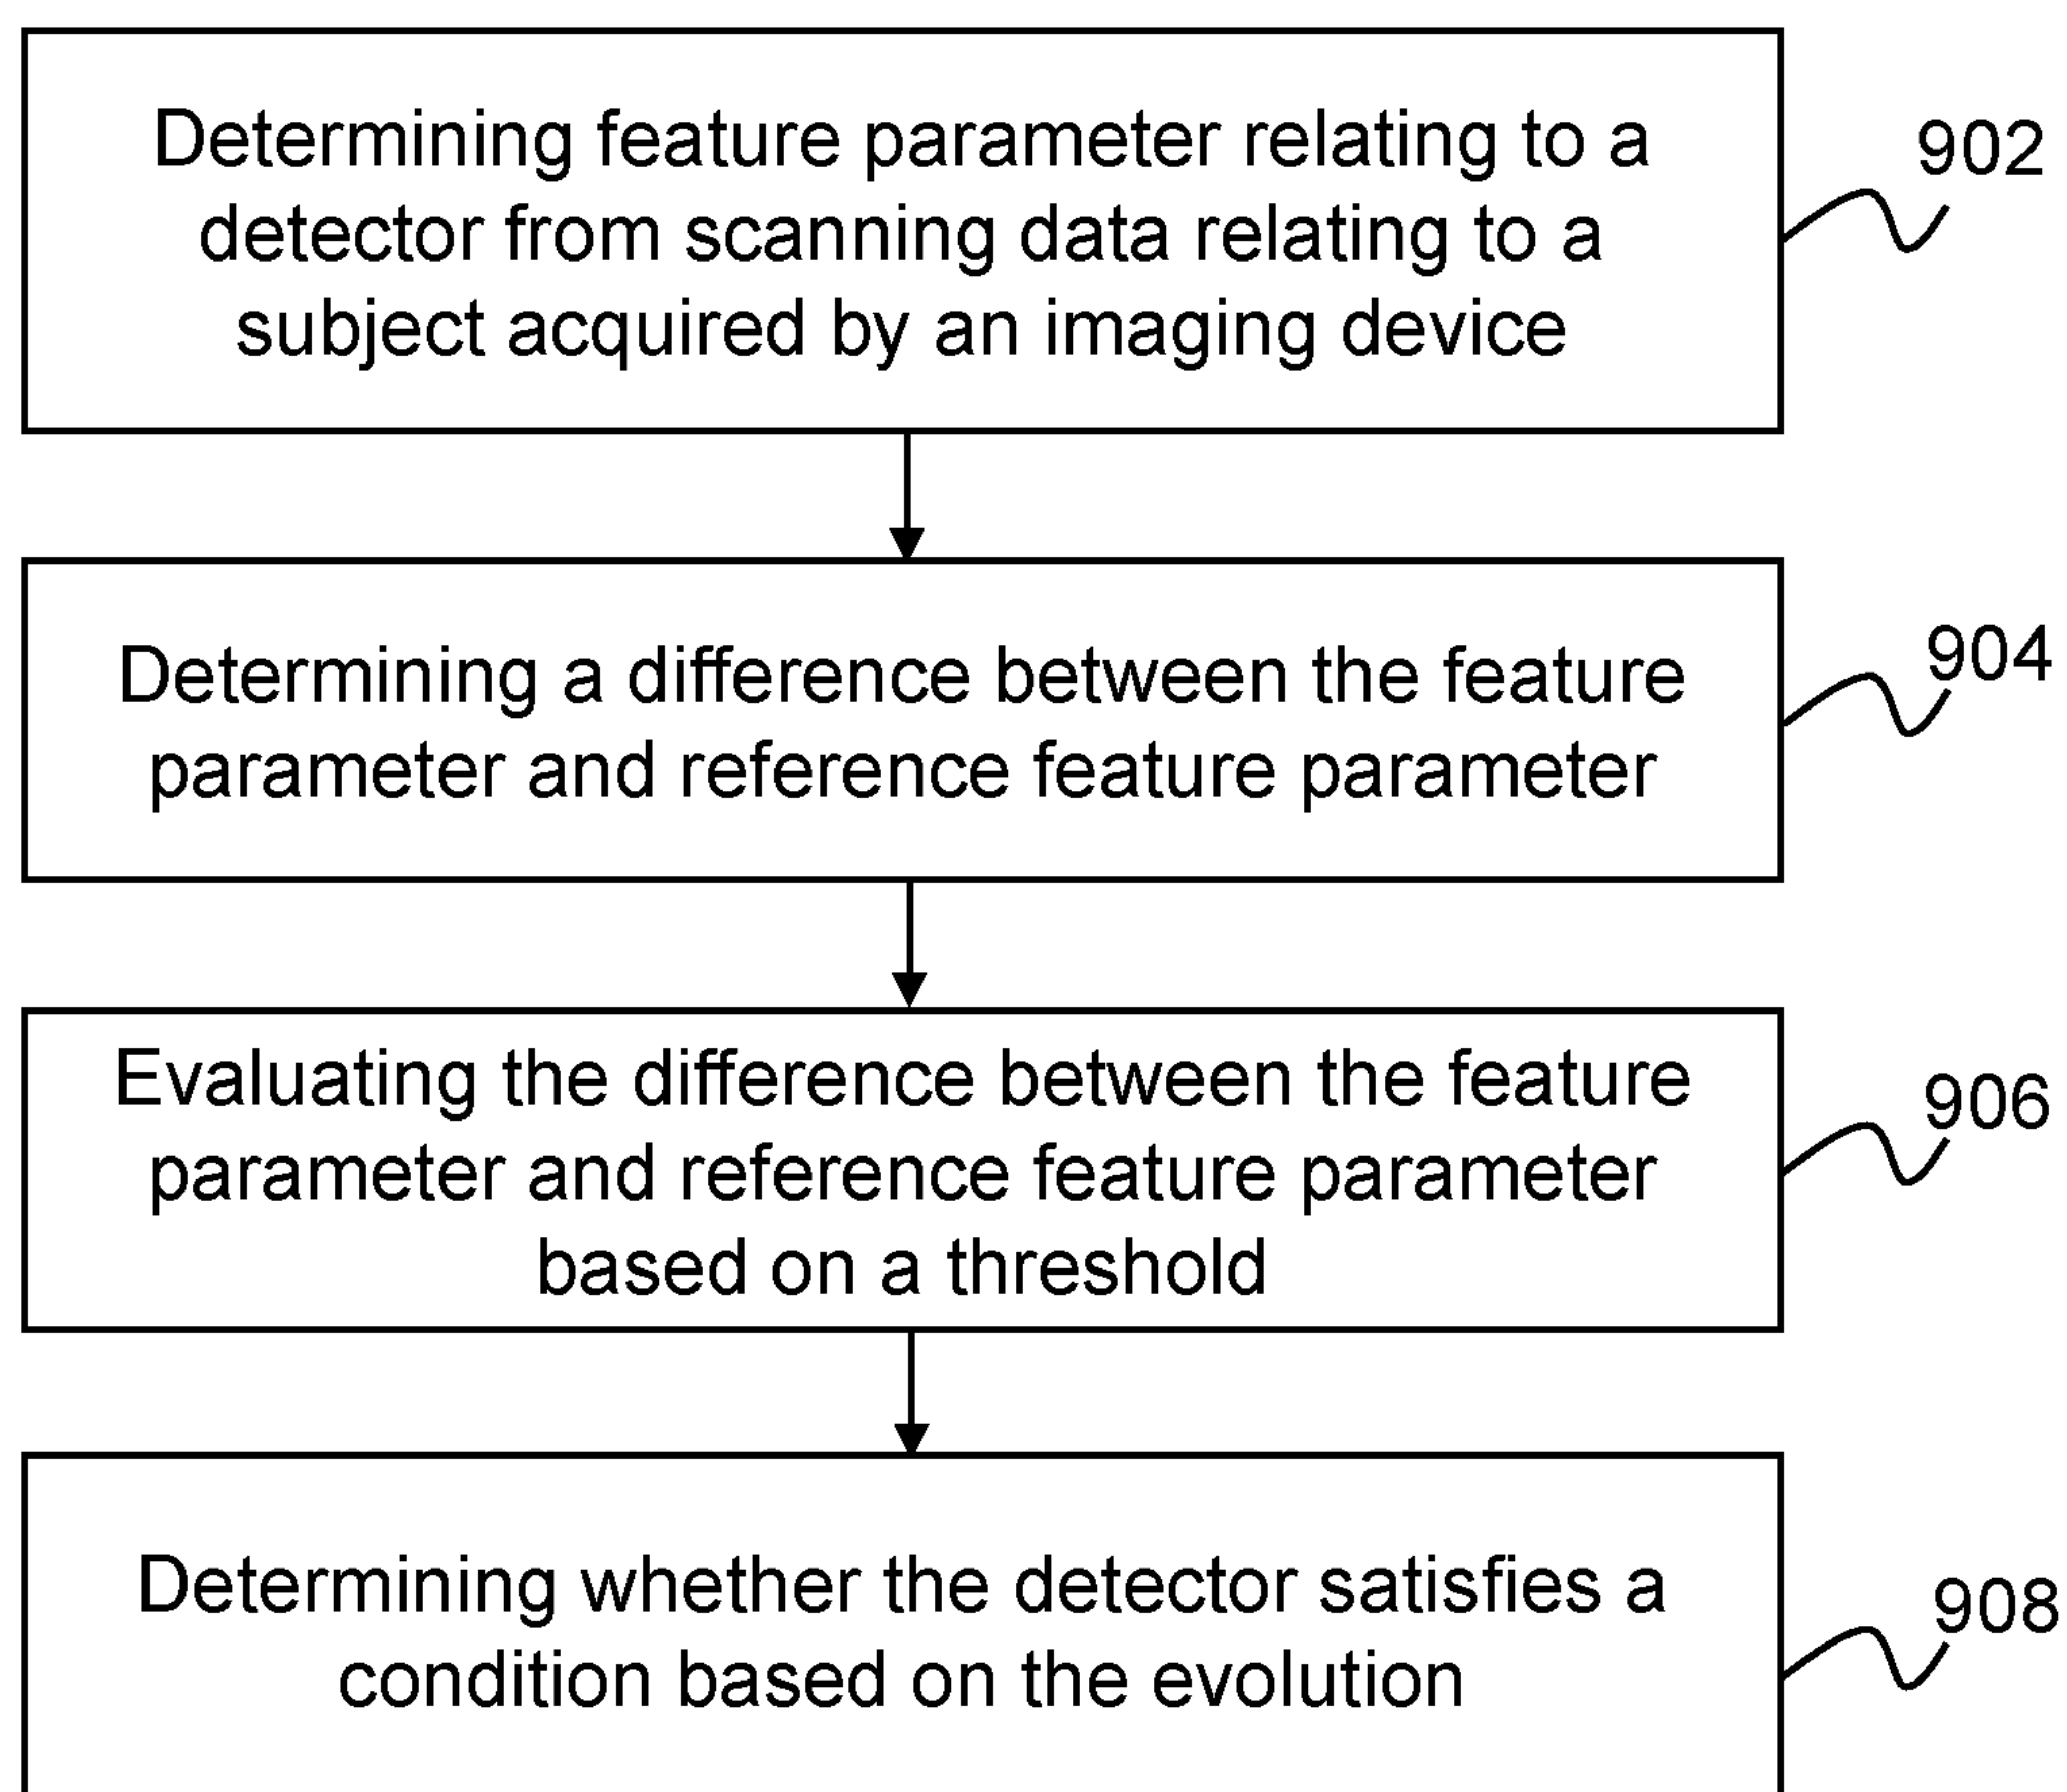 Determining feature parameter relating to a
902
detector from scanning data relating to a
subject acquired by an imaging device
Determining a difference between the feature
904
parameter and reference feature parameter
Evaluating the difference between the feature
906
parameter and reference feature parameter
based on a threshold
Determining whether the detector satisfies a
908
condition based on the evolution